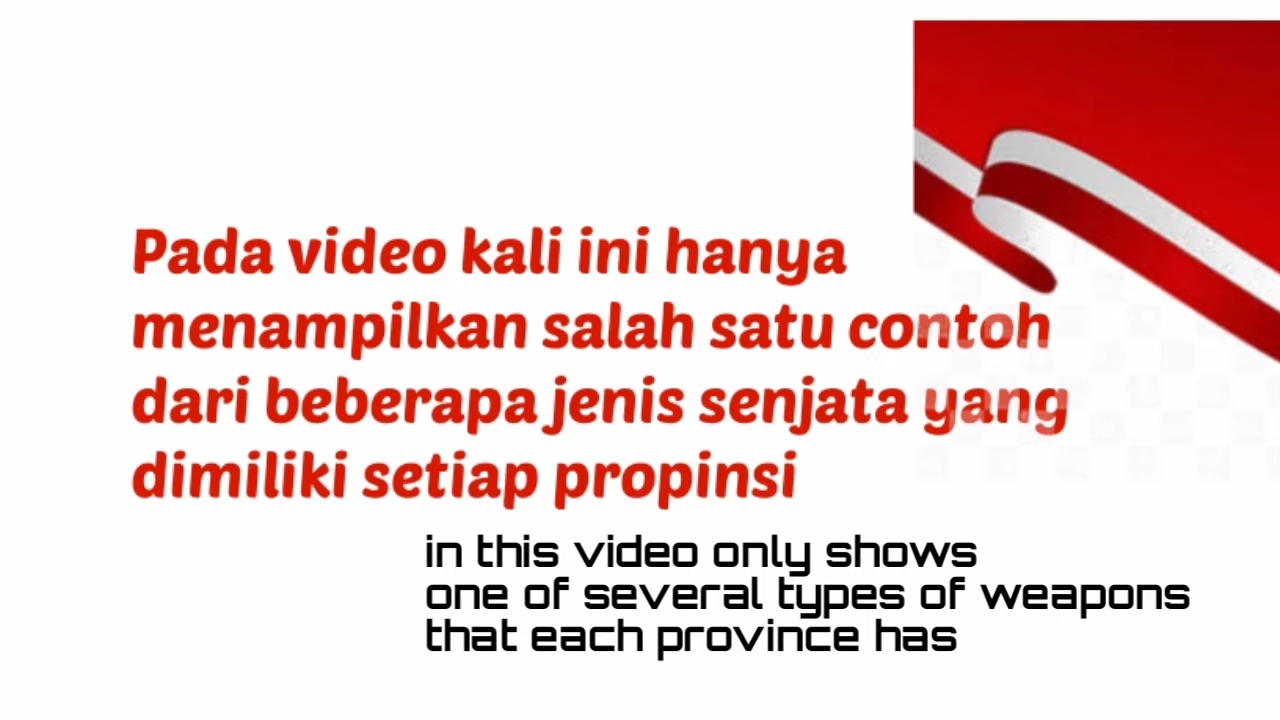 Pada video kali ini hanya
menampilkan salah satu contoh
dari beberapa jenis senjata yang
dimiliki setiap propinsi
in this video only shows
one of several types of weapons
that each province has